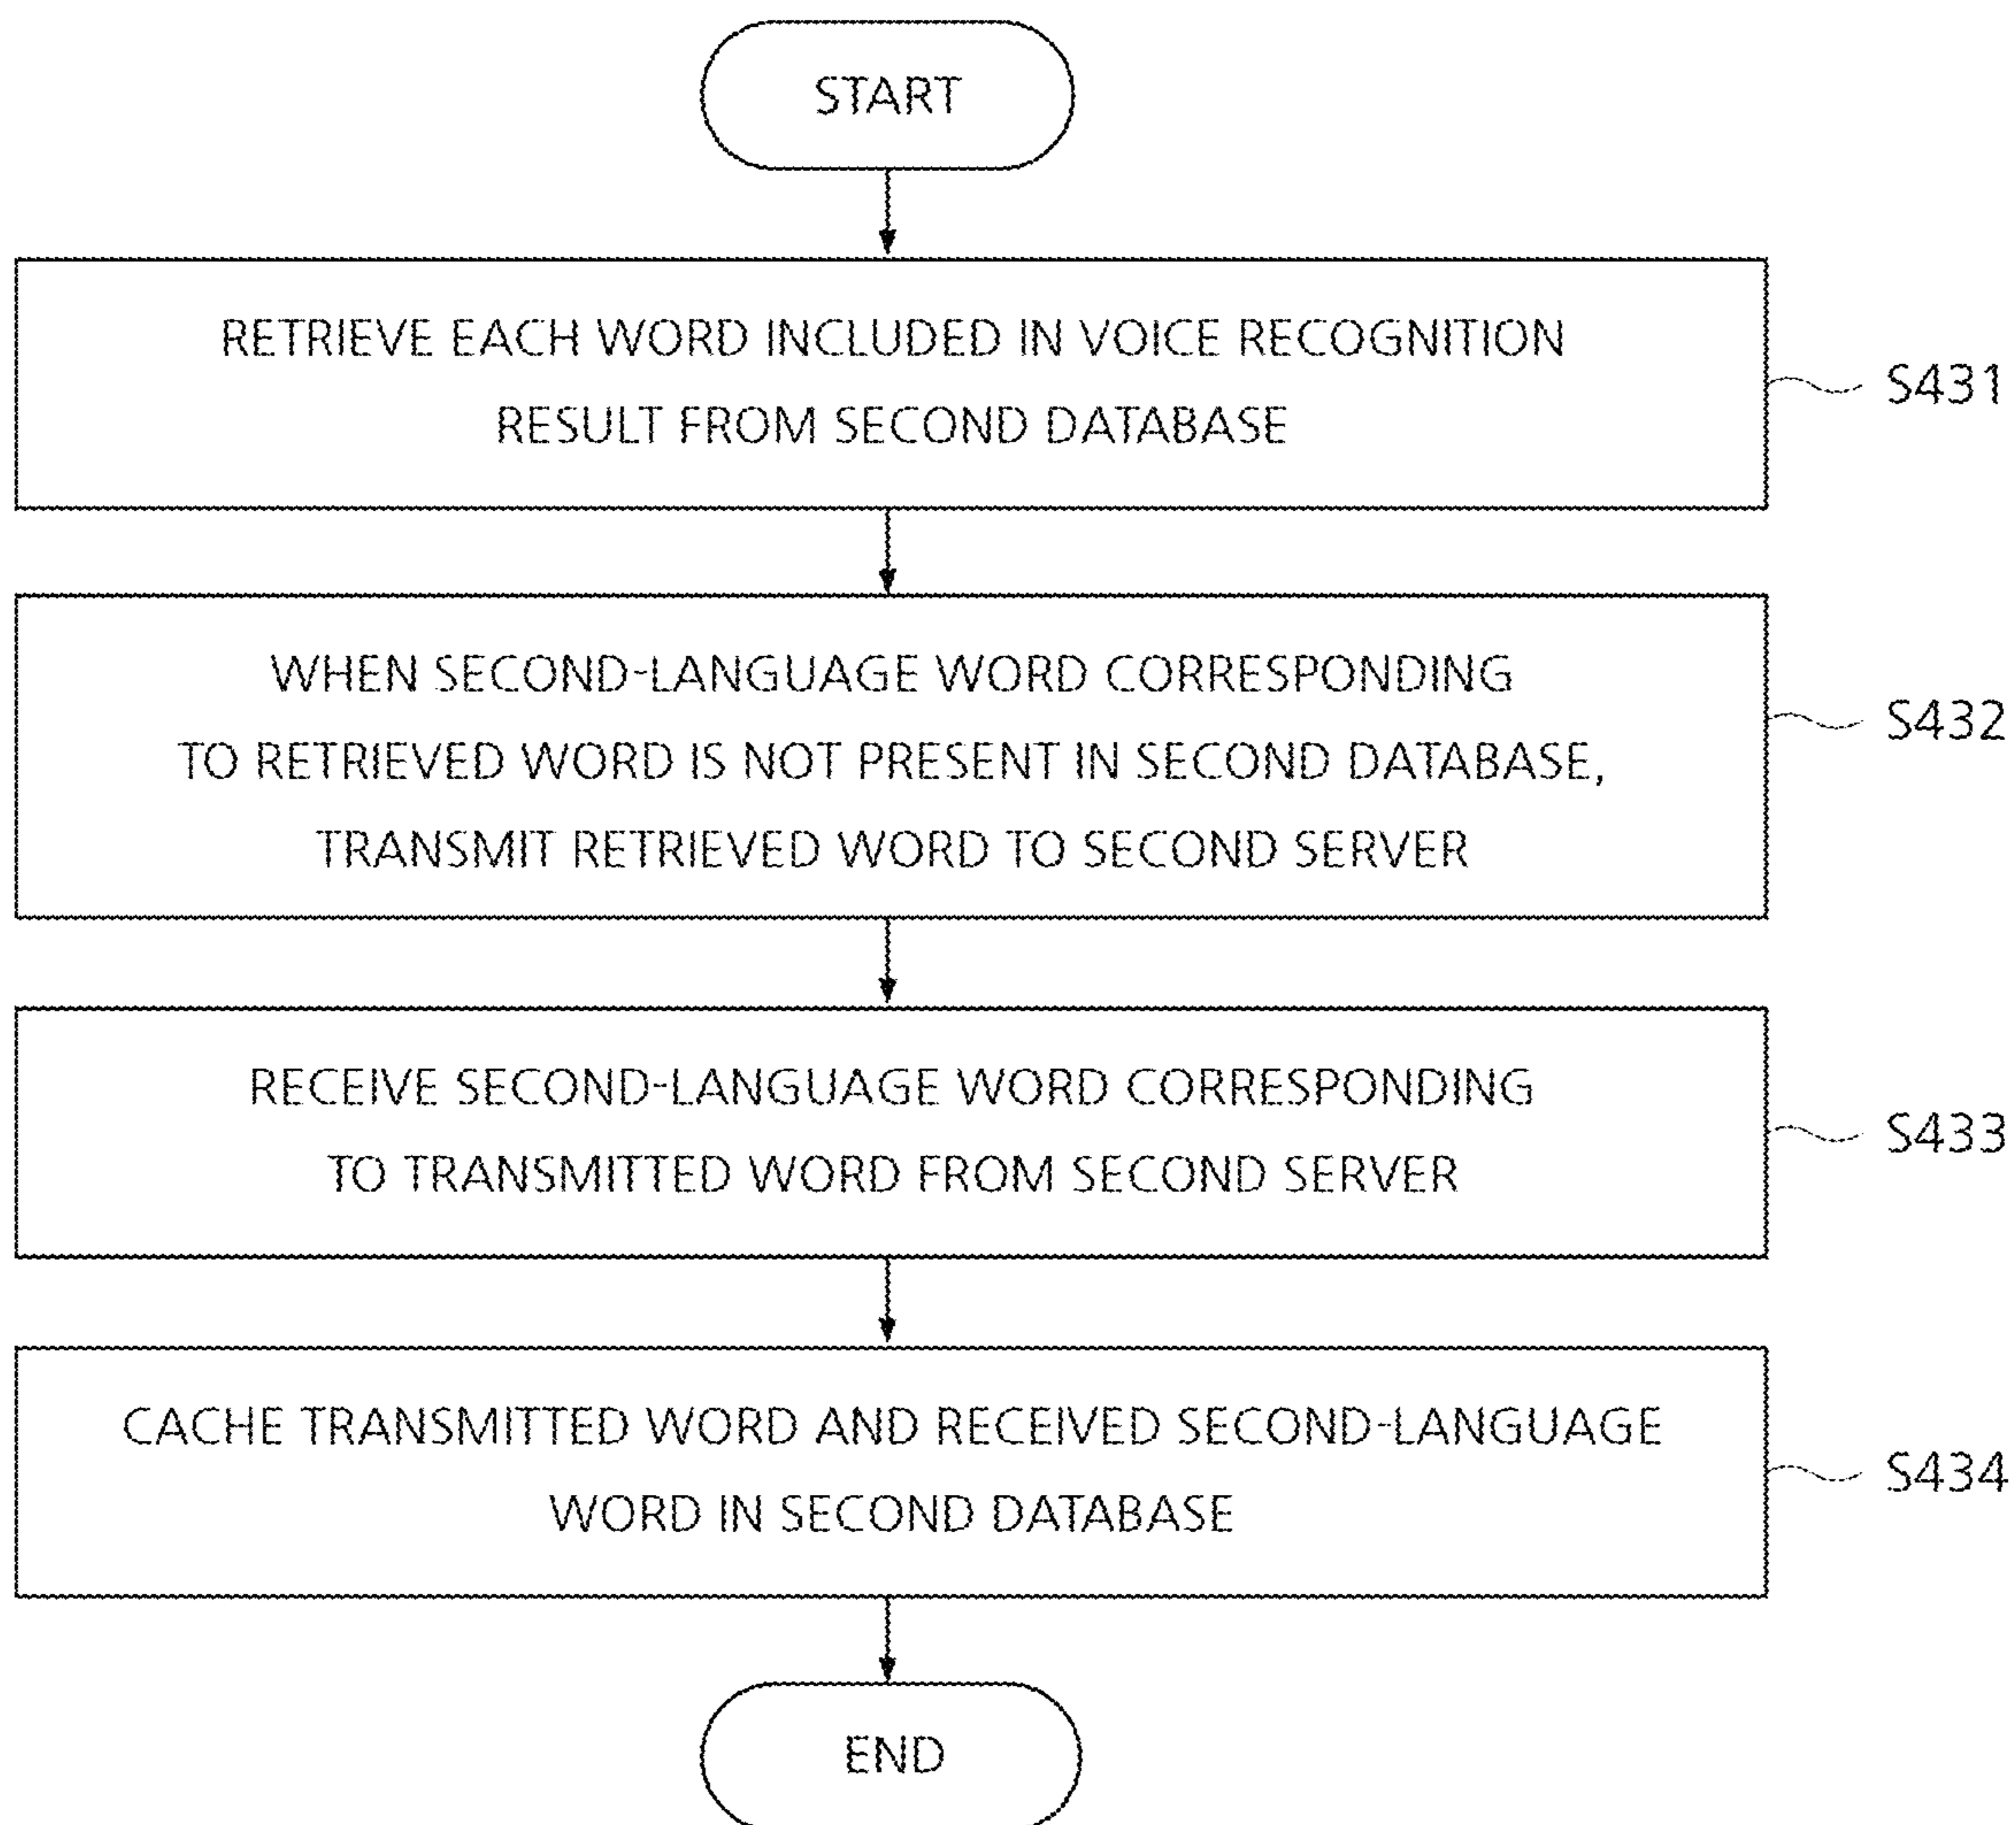 START
RETRIEVE EACH WORD INCLUDED IN VOICE RECOGNITION
RESULT FROM SECOND DATABASE
S431
WHEN SECOND-LANGUAGE WORD CORRESPONDING
TO RETRIEVED WORD IS NOT PRESENT IN SECOND DATABASE,
TRANSMIT RETRIEVED WORD TO SECOND SERVER
S432
RECEIVE SECOND-LANGUAGE WORD CORRESPONDING
TO TRANSMITTED WORD FROM SECOND SERVER
S433
CACHE TRANSMITTED WORD AND RECEIVED SECOND-LANGUAGE
WORD IN SECOND DATABASE
S434
END